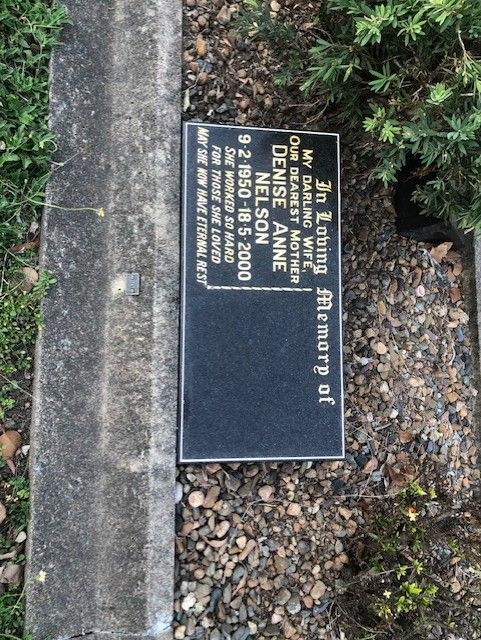 In Loving Memory of
MY DARLING WIFE,
OUR DEAREST MOTHER
DENISE ANNE
NELSON
9·2·1950-18·5·2000
SHE WORKED SO HARD
FOR THOSE SHE LOVED
MAY SHE NOW HAVE ETERNAL REST